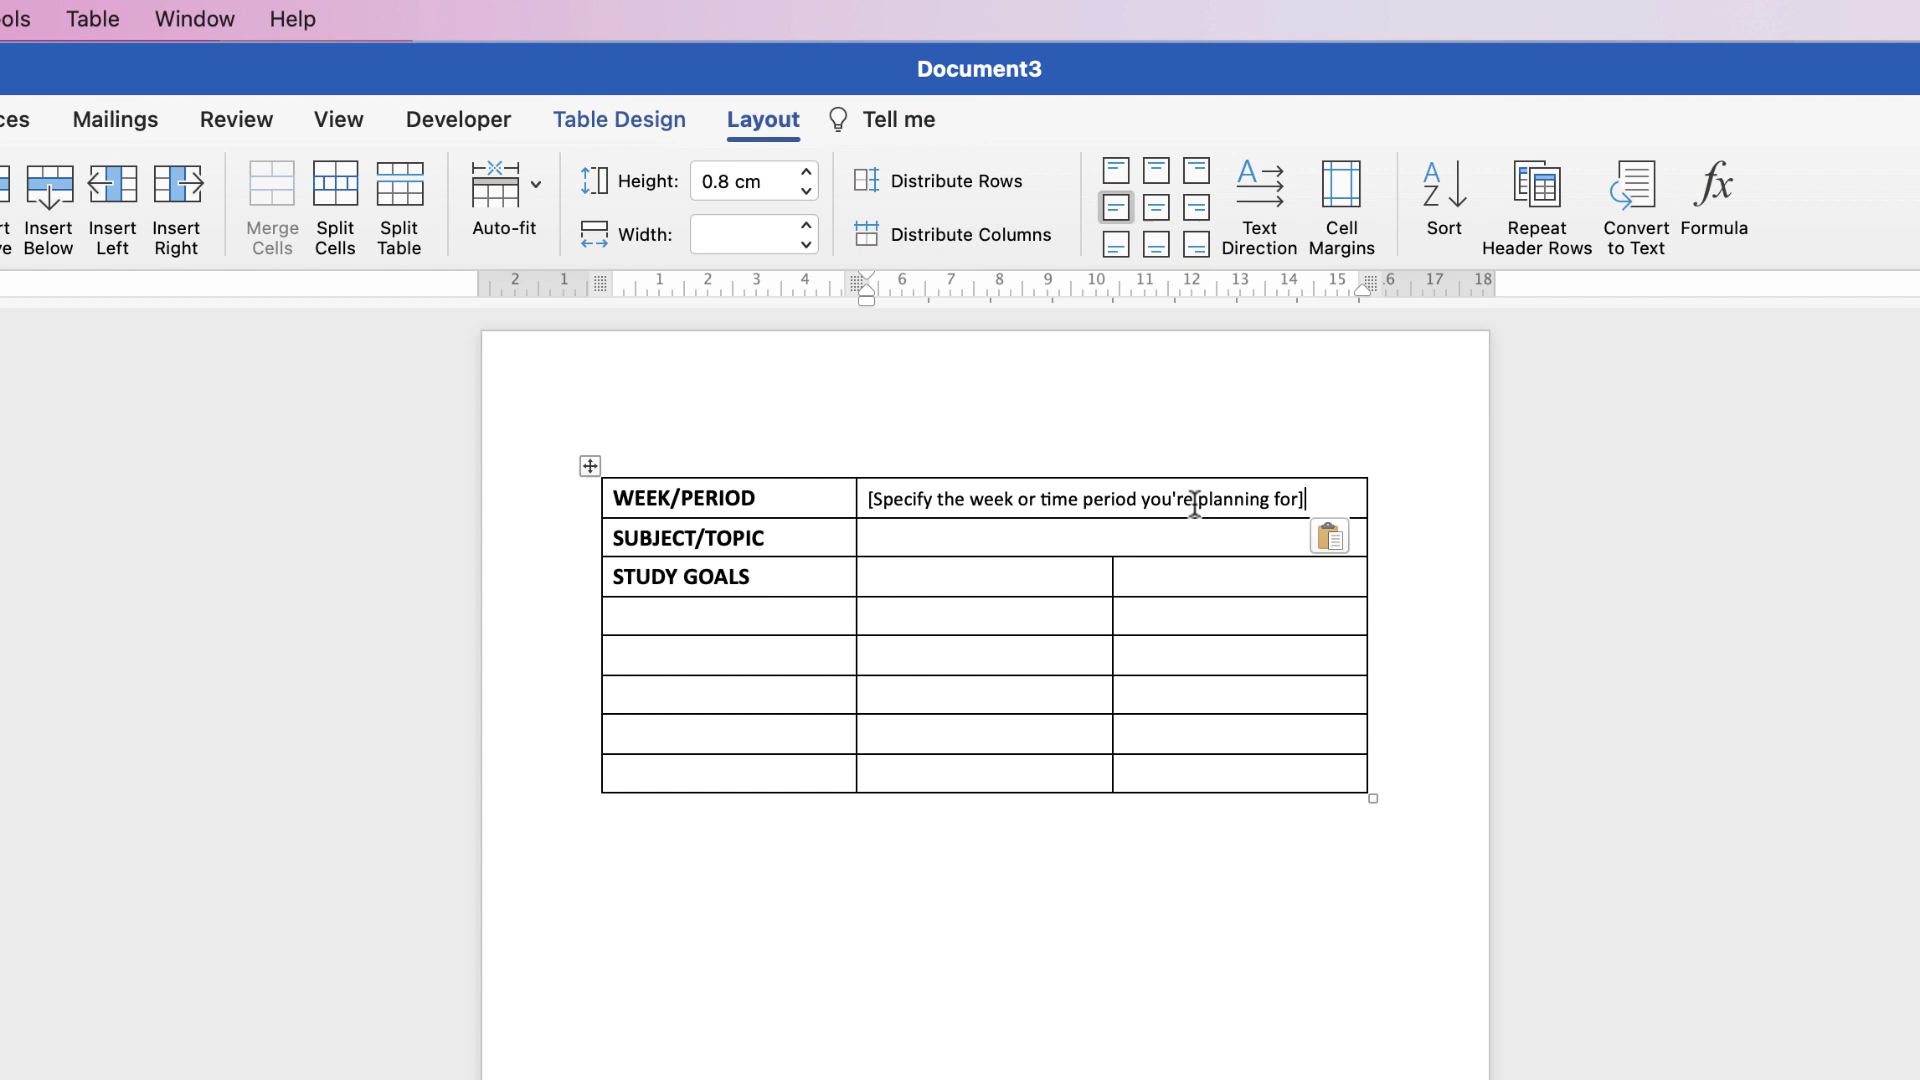 ols Table Window Help
Document3
ces Mailings Review View Developer Table Design Layout Tell me
Height: 0.8 cm Distribute Rows
Width: Distribute Columns
rt Insert Insert Insert Merge Split Split Auto-fit Text Cell Sort Repeat Convert Formula
e Below Left Right Cells Cells Table Direction Margins Header Rows to Text
2 1 1 2 3 4 6 7 8 9 10 11 12 13 14 15 16 17 18
WEEK/PERIOD [Specify the week or time period you're planning for]
SUBJECT/TOPIC
STUDY GOALS